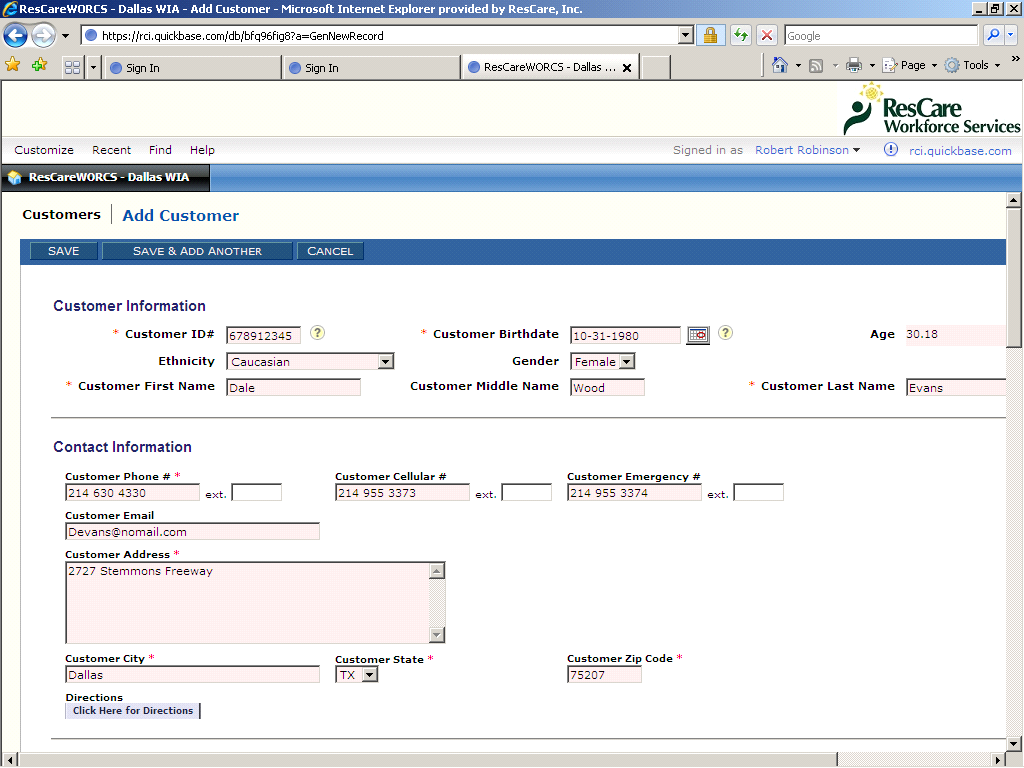 ResCareWORCS - Dallas WIA - Add Customer - Microsoft Internet Explorer provided by ResCare, Inc.
https://rci.quickbase.com/db/bfq96fig8?a=GenNewRecord
Google
Sign In
Sign In
ResCareWORCS - Dallas ...
Page
Tools
ResCare
Workforce Services
Customize Recent Find Help
Signed in as Robert Robinson
rci.quickbase.com
ResCareWORCS - Dallas WIA
Customers Add Customer
SAVE SAVE & ADD ANOTHER CANCEL
Customer Information
* Customer ID# 678912345 ? * Customer Birthdate 10-31-1980 ? Age 30.18
Ethnicity Caucasian Gender Female
* Customer First Name Dale Customer Middle Name Wood * Customer Last Name Evans
Contact Information
Customer Phone # * Customer Cellular # Customer Emergency #
214 630 4330 ext. 214 955 3373 ext. 214 955 3374 ext.
Customer Email
Devans@nomail.com
Customer Address *
2727 Stemmons Freeway
Customer City * Customer State * Customer Zip Code *
Dallas TX 75207
Directions
Click Here for Directions